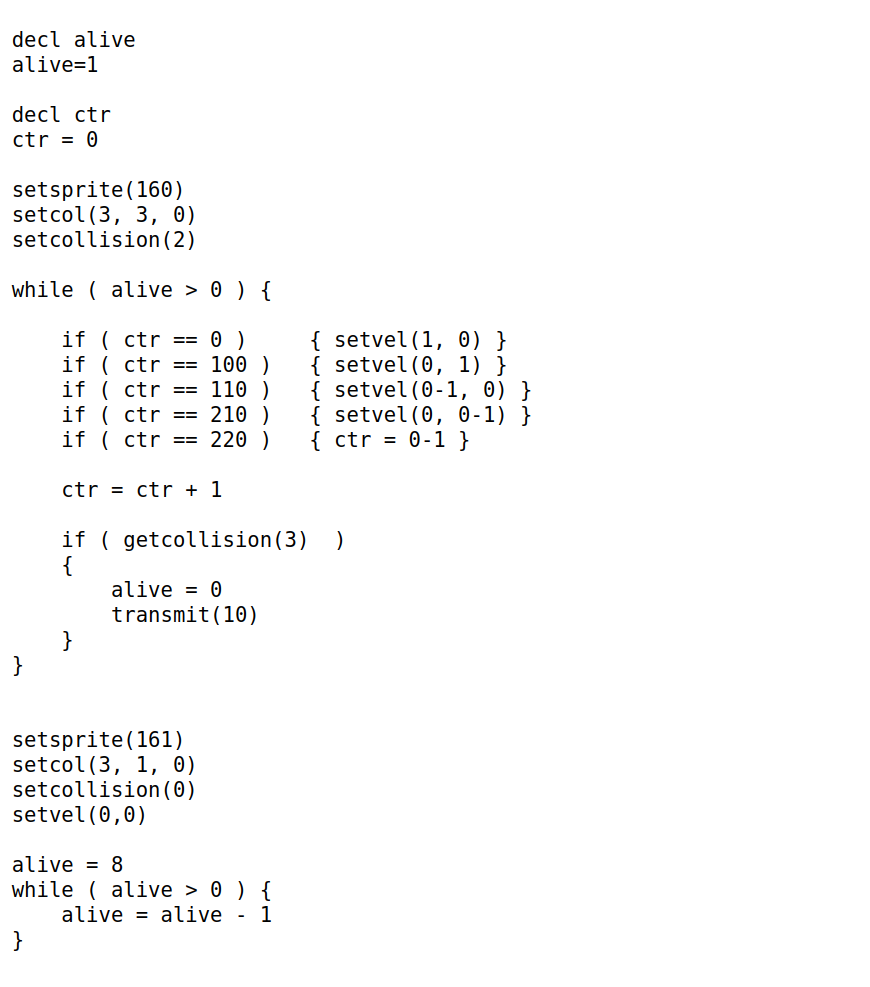 decl alive
alive=1
decl ctr
ctr = 0
setsprite(160)
setcol(3, 3, 0)
setcollision(2)
while ( alive > 0 ) {
    if ( ctr == 0 )     { setvel(1, 0) }
    if ( ctr == 100 )   { setvel(0, 1) }
    if ( ctr == 110 )   { setvel(0-1, 0) }
    if ( ctr == 210 )   { setvel(0, 0-1) }
    if ( ctr == 220 )   { ctr = 0-1 }
    ctr = ctr + 1
    if ( getcollision(3)  )
    {
        alive = 0
        transmit(10)
    }
}
setsprite(161)
setcol(3, 1, 0)
setcollision(0)
setvel(0,0)
alive = 8
while ( alive > 0 ) {
    alive = alive - 1
}